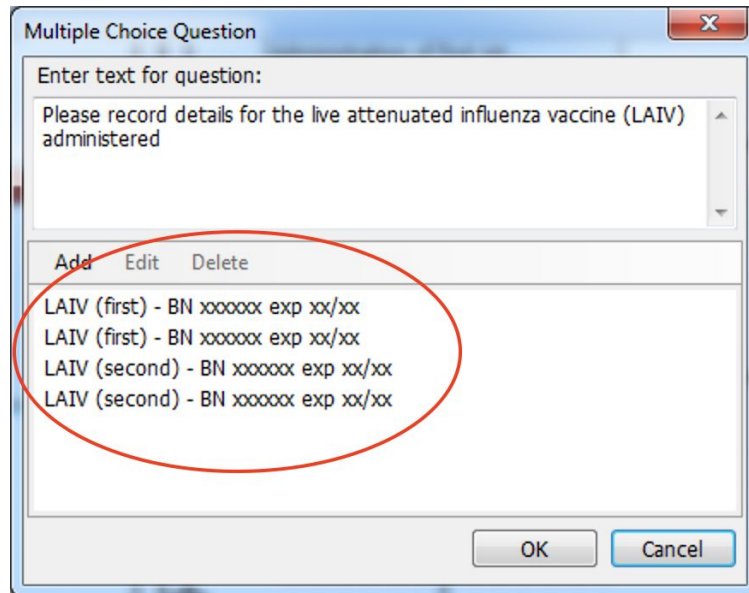 Multiple Choice Question
Enter text for question:
Please record details for the live attenuated influenza vaccine (LAIV)
administered
Add Edit Delete
LAIV (first) - BN xxxxxx exp xx/xx
LAIV (first) - BN xxxxxx exp xx/xx
LAIV (second) - BN xxxxxx exp xx/xx
LAIV (second) - BN xxxxxx exp xx/xx
OK Cancel